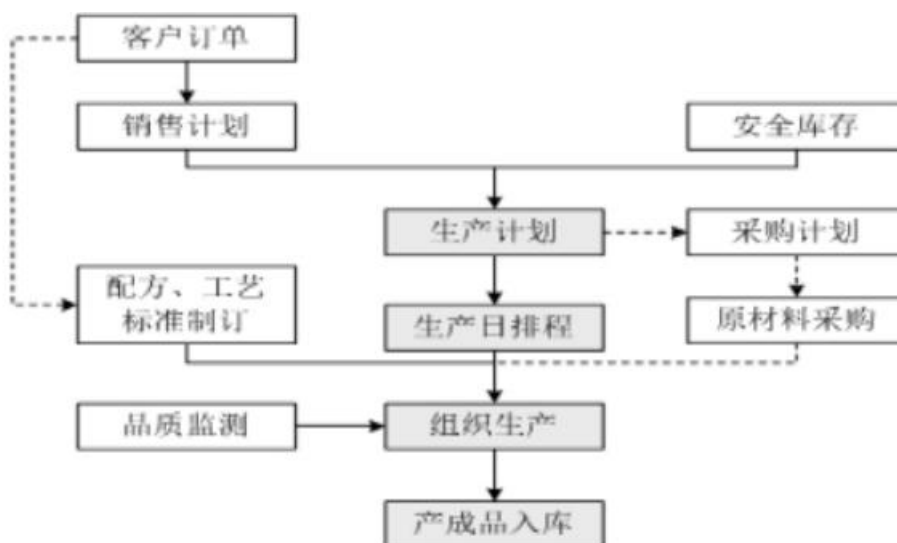 客户订单
销售计划
安全库存
生产计划
采购计划
配方、工艺
标准制订
生产日排程
原材料采购
品质监测
组织生产
产成品入库